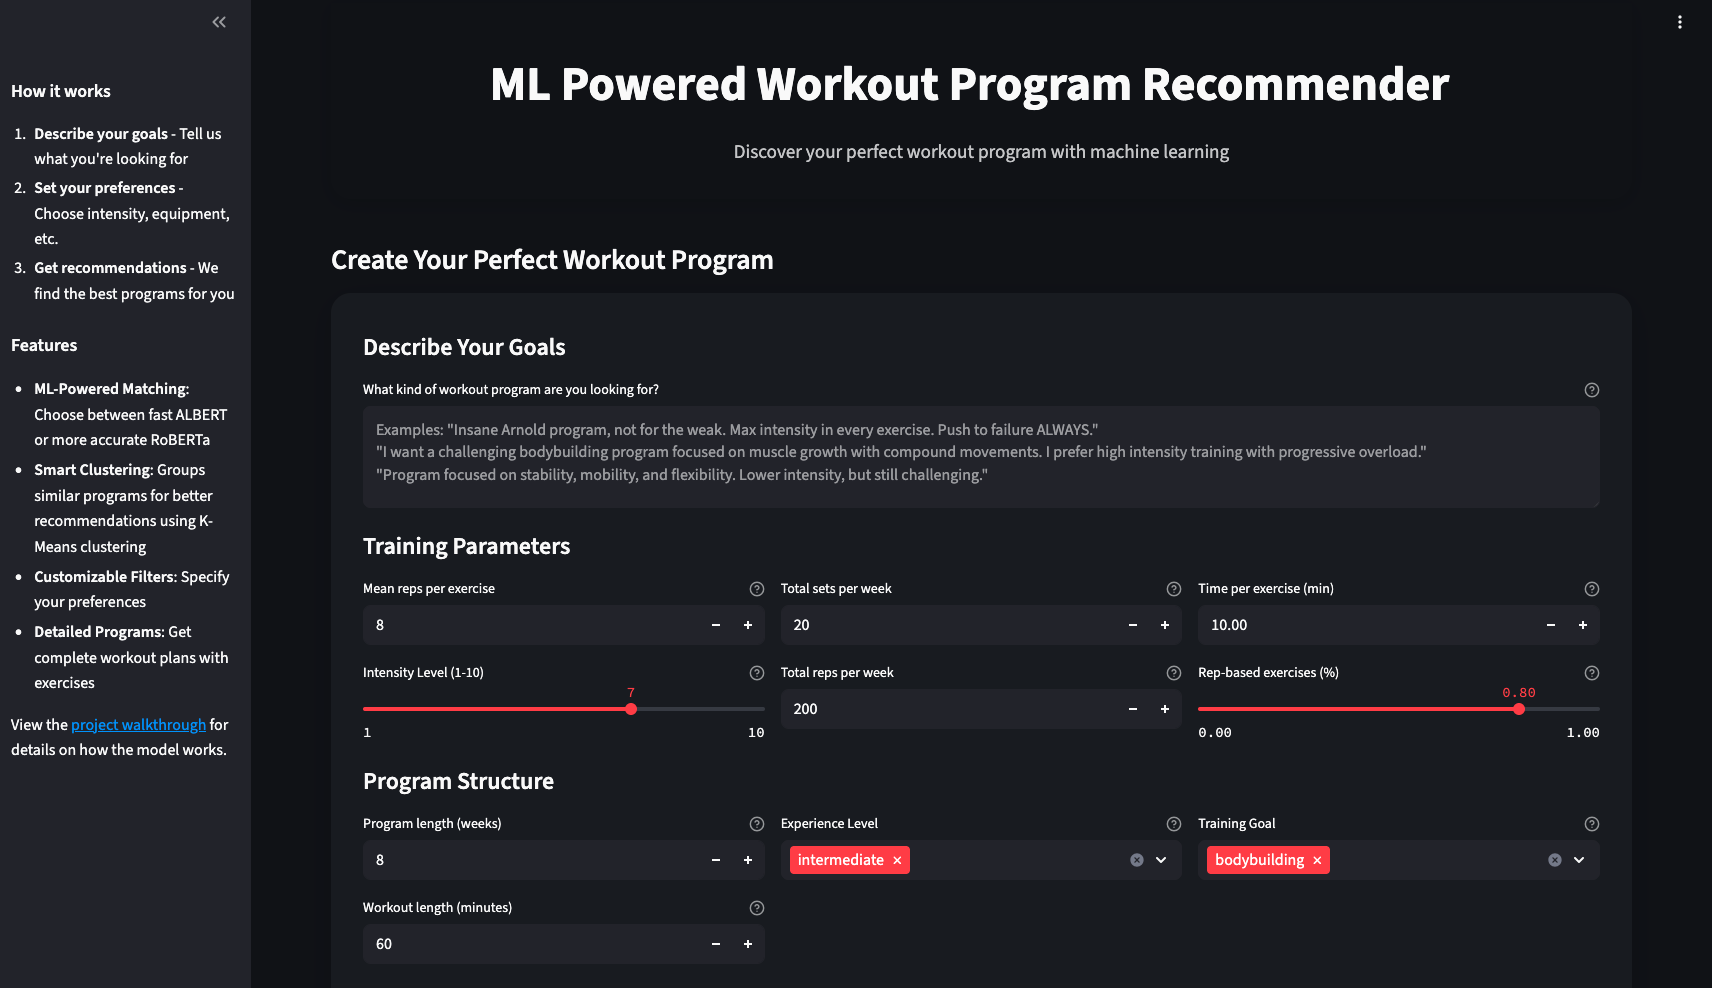 How it works
1. Describe your goals - Tell us
what you're looking for
2. Set your preferences -
Choose intensity, equipment,
etc.
3. Get recommendations - We
find the best programs for you
Features
• ML-Powered Matching:
Choose between fast ALBERT
or more accurate RoBERTa
• Smart Clustering: Groups
similar programs for better
recommendations using K-
Means clustering
• Customizable Filters: Specify
your preferences
• Detailed Programs: Get
complete workout plans with
exercises
View the project walkthrough for
details on how the model works.
ML Powered Workout Program Recommender
Discover your perfect workout program with machine learning
Create Your Perfect Workout Program
Describe Your Goals
What kind of workout program are you looking for?
Examples: "Insane Arnold program, not for the weak. Max intensity in every exercise. Push to failure ALWAYS."
"I want a challenging bodybuilding program focused on muscle growth with compound movements. I prefer high intensity training with progressive overload."
"Program focused on stability, mobility, and flexibility. Lower intensity, but still challenging."
Training Parameters
Mean reps per exercise
8
Total sets per week
20
Time per exercise (min)
10.00
Intensity Level (1-10)
7
1 10
Total reps per week
200
Rep-based exercises (%)
0.80
0.00 1.00
Program Structure
Program length (weeks)
8
Experience Level
intermediate
Training Goal
bodybuilding
Workout length (minutes)
60